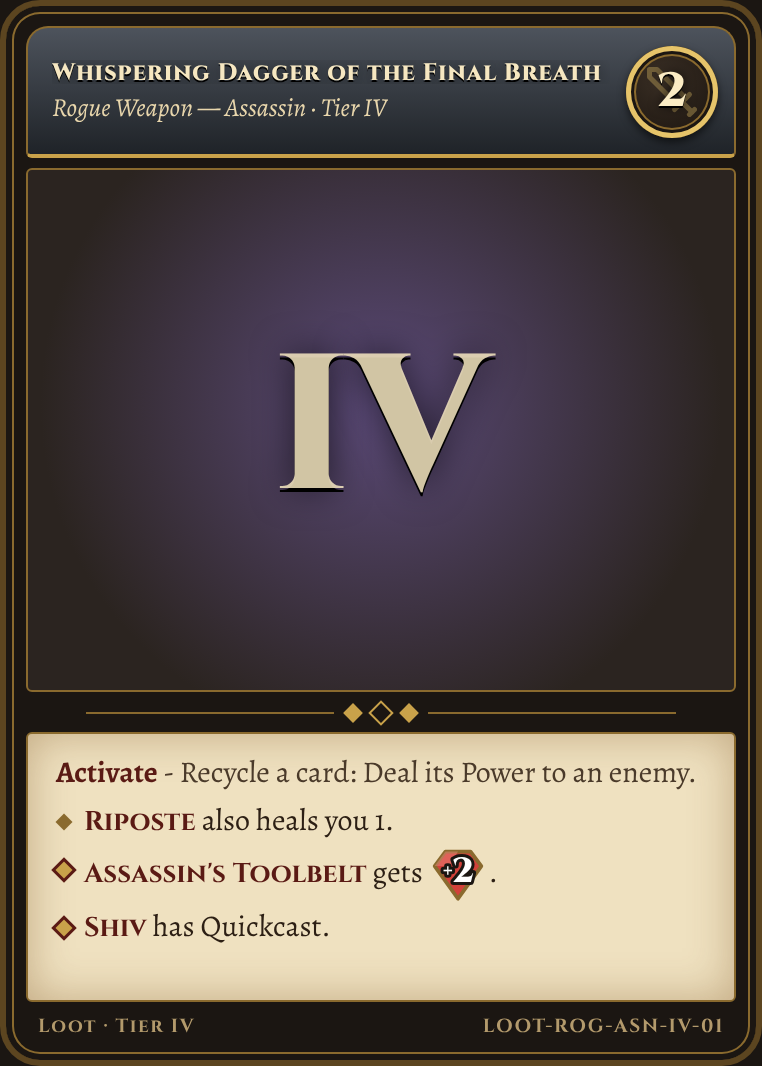 Whispering Dagger of the Final Breath
2
Rogue Weapon — Assassin · Tier IV
IV
Activate - Recycle a card: Deal its Power to an enemy.
Riposte also heals you 1.
Assassin's Toolbelt gets +2 .
Shiv has Quickcast.
Loot · Tier IV
LOOT-ROG-ASN-IV-01